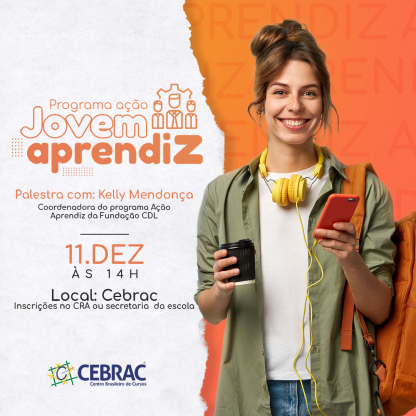 Programa ação
Jovem
aprendiz
Palestra com: Kelly Mendonça
Coordenadora do programa Ação
Aprendiz da Fundação CDL
11.DEZ
ÀS 14H
Local: Cebrac
Inscrições no CRA ou secretaria da escola
CEBRAC
Centro Brasileiro de Cursos